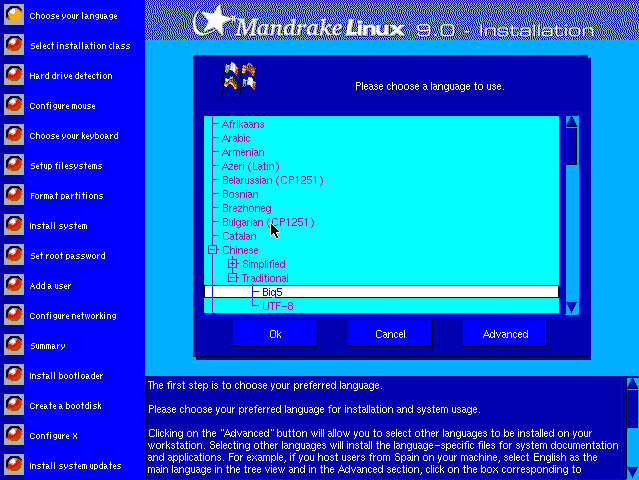 Choose your language
Select installation class
Hard drive detection
Configure mouse
Choose your keyboard
Setup filesystems
Format partitions
Install system
Set root password
Add a user
Configure networking
Summary
Install bootloader
Create a bootdisk
Configure X
Install system updates
Mandrake Linux 9.0 - Installation
Please choose a language to use.
Afrikaans
Arabic
Armenian
Azeri (Latin)
Belarussian (CP1251)
Bosnian
Brezhoneg
Bulgarian (CP1251)
Catalan
Chinese
Simplified
Traditional
Big5
UTF-8
Ok
Cancel
Advanced
The first step is to choose your preferred language.
Please choose your preferred language for installation and system usage.
Clicking on the "Advanced" button will allow you to select other languages to be installed on your
workstation. Selecting other languages will install the language-specific files for system documentation
and applications. For example, if you host users from Spain on your machine, select English as the
main language in the tree view and in the Advanced section, click on the box corresponding to